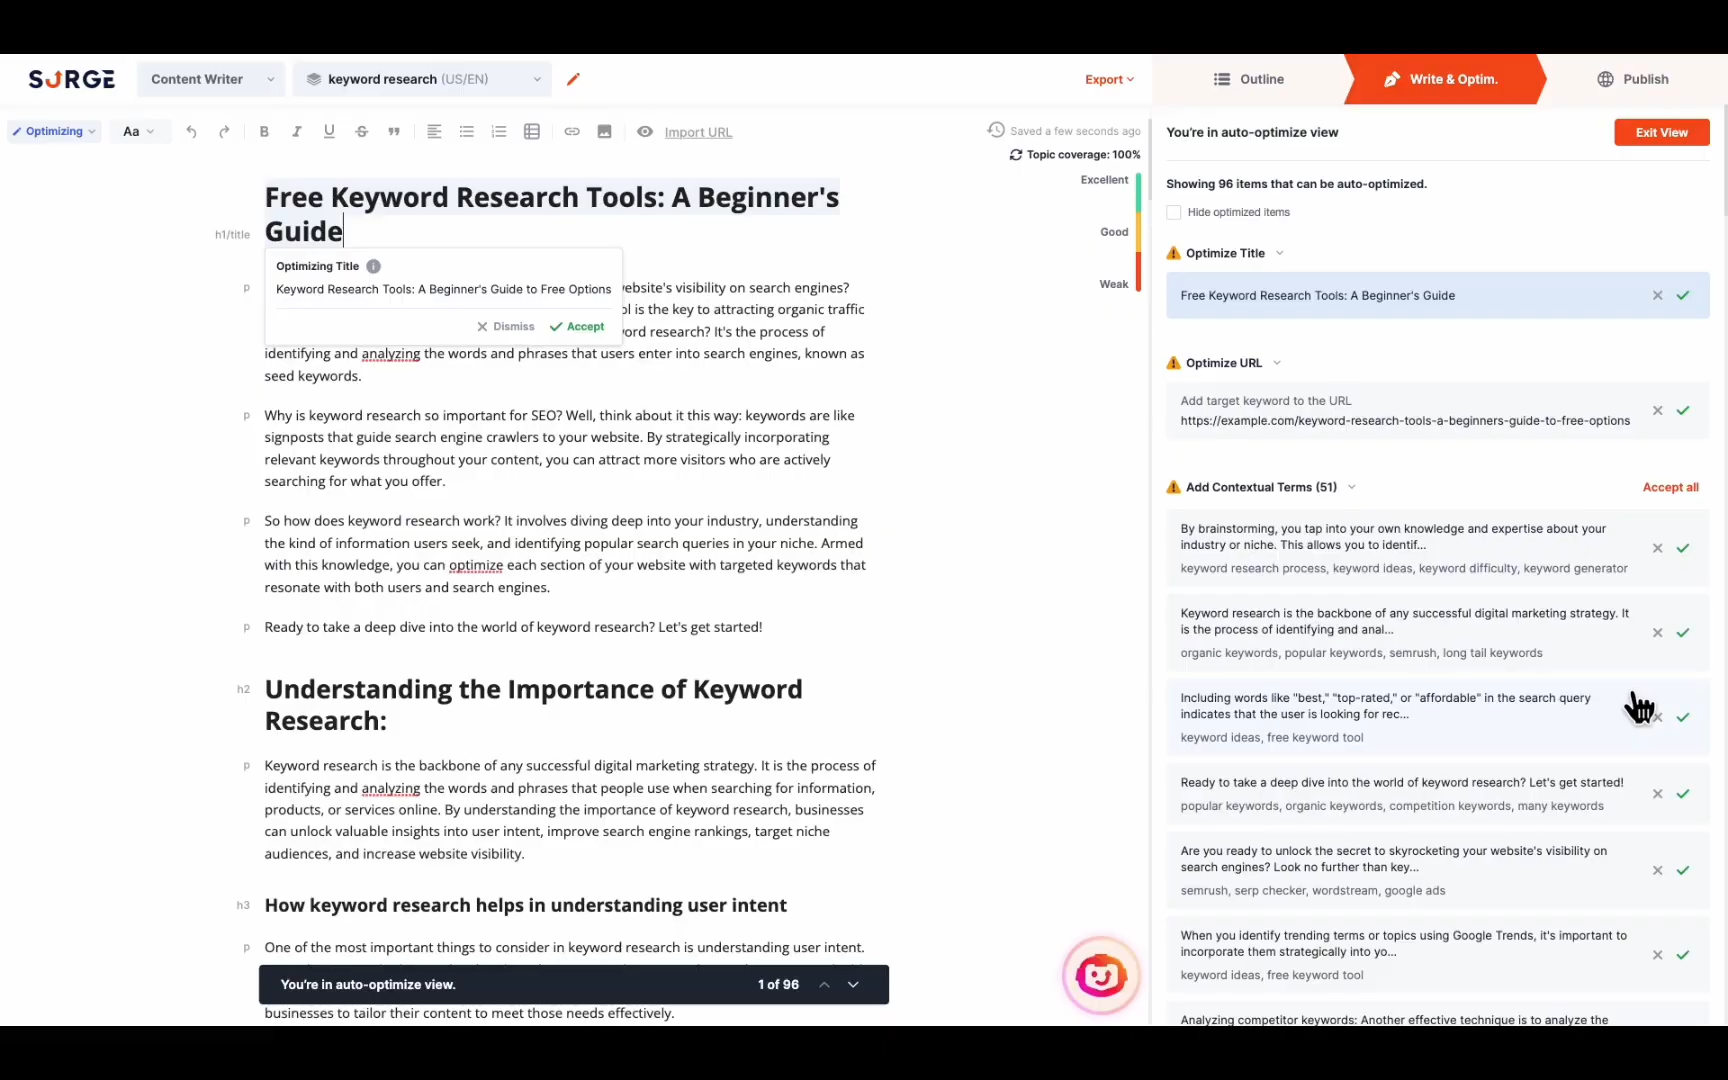 SURGE
Content Writer
keyword research (US/EN)
Export
Outline
Write & Optim.
Publish
Optimizing
Aa
B I U S
Import URL
Saved a few seconds ago
Topic coverage: 100%
Excellent
Good
Weak
h1/title
Free Keyword Research Tools: A Beginner's
Guide
Optimizing Title
Keyword Research Tools: A Beginner's Guide to Free Options
Dismiss
Accept
p
ebsite's visibility on search engines?
ol is the key to attracting organic traffic
ord research? It's the process of
identifying and analyzing the words and phrases that users enter into search engines, known as
seed keywords.
p
Why is keyword research so important for SEO? Well, think about it this way: keywords are like
signposts that guide search engine crawlers to your website. By strategically incorporating
relevant keywords throughout your content, you can attract more visitors who are actively
searching for what you offer.
p
So how does keyword research work? It involves diving deep into your industry, understanding
the kind of information users seek, and identifying popular search queries in your niche. Armed
with this knowledge, you can optimize each section of your website with targeted keywords that
resonate with both users and search engines.
p
Ready to take a deep dive into the world of keyword research? Let's get started!
h2
Understanding the Importance of Keyword
Research:
p
Keyword research is the backbone of any successful digital marketing strategy. It is the process of
identifying and analyzing the words and phrases that people use when searching for information,
products, or services online. By understanding the importance of keyword research, businesses
can unlock valuable insights into user intent, improve search engine rankings, target niche
audiences, and increase website visibility.
h3
How keyword research helps in understanding user intent
p
One of the most important things to consider in keyword research is understanding user intent.
You're in auto-optimize view.
1 of 96
businesses to tailor their content to meet those needs effectively.
You're in auto-optimize view
Exit View
Showing 96 items that can be auto-optimized.
Hide optimized items
Optimize Title
Free Keyword Research Tools: A Beginner's Guide
Optimize URL
Add target keyword to the URL
https://example.com/keyword-research-tools-a-beginners-guide-to-free-options
Add Contextual Terms (51)
Accept all
By brainstorming, you tap into your own knowledge and expertise about your
industry or niche. This allows you to identif...
keyword research process, keyword ideas, keyword difficulty, keyword generator
Keyword research is the backbone of any successful digital marketing strategy. It
is the process of identifying and anal...
organic keywords, popular keywords, semrush, long tail keywords
Including words like "best," "top-rated," or "affordable" in the search query
indicates that the user is looking for rec...
keyword ideas, free keyword tool
Ready to take a deep dive into the world of keyword research? Let's get started!
popular keywords, organic keywords, competition keywords, many keywords
Are you ready to unlock the secret to skyrocketing your website's visibility on
search engines? Look no further than key...
semrush, serp checker, wordstream, google ads
When you identify trending terms or topics using Google Trends, it's important to
incorporate them strategically into yo...
keyword ideas, free keyword tool
Analyzing competitor keywords: Another effective technique is to analyze the